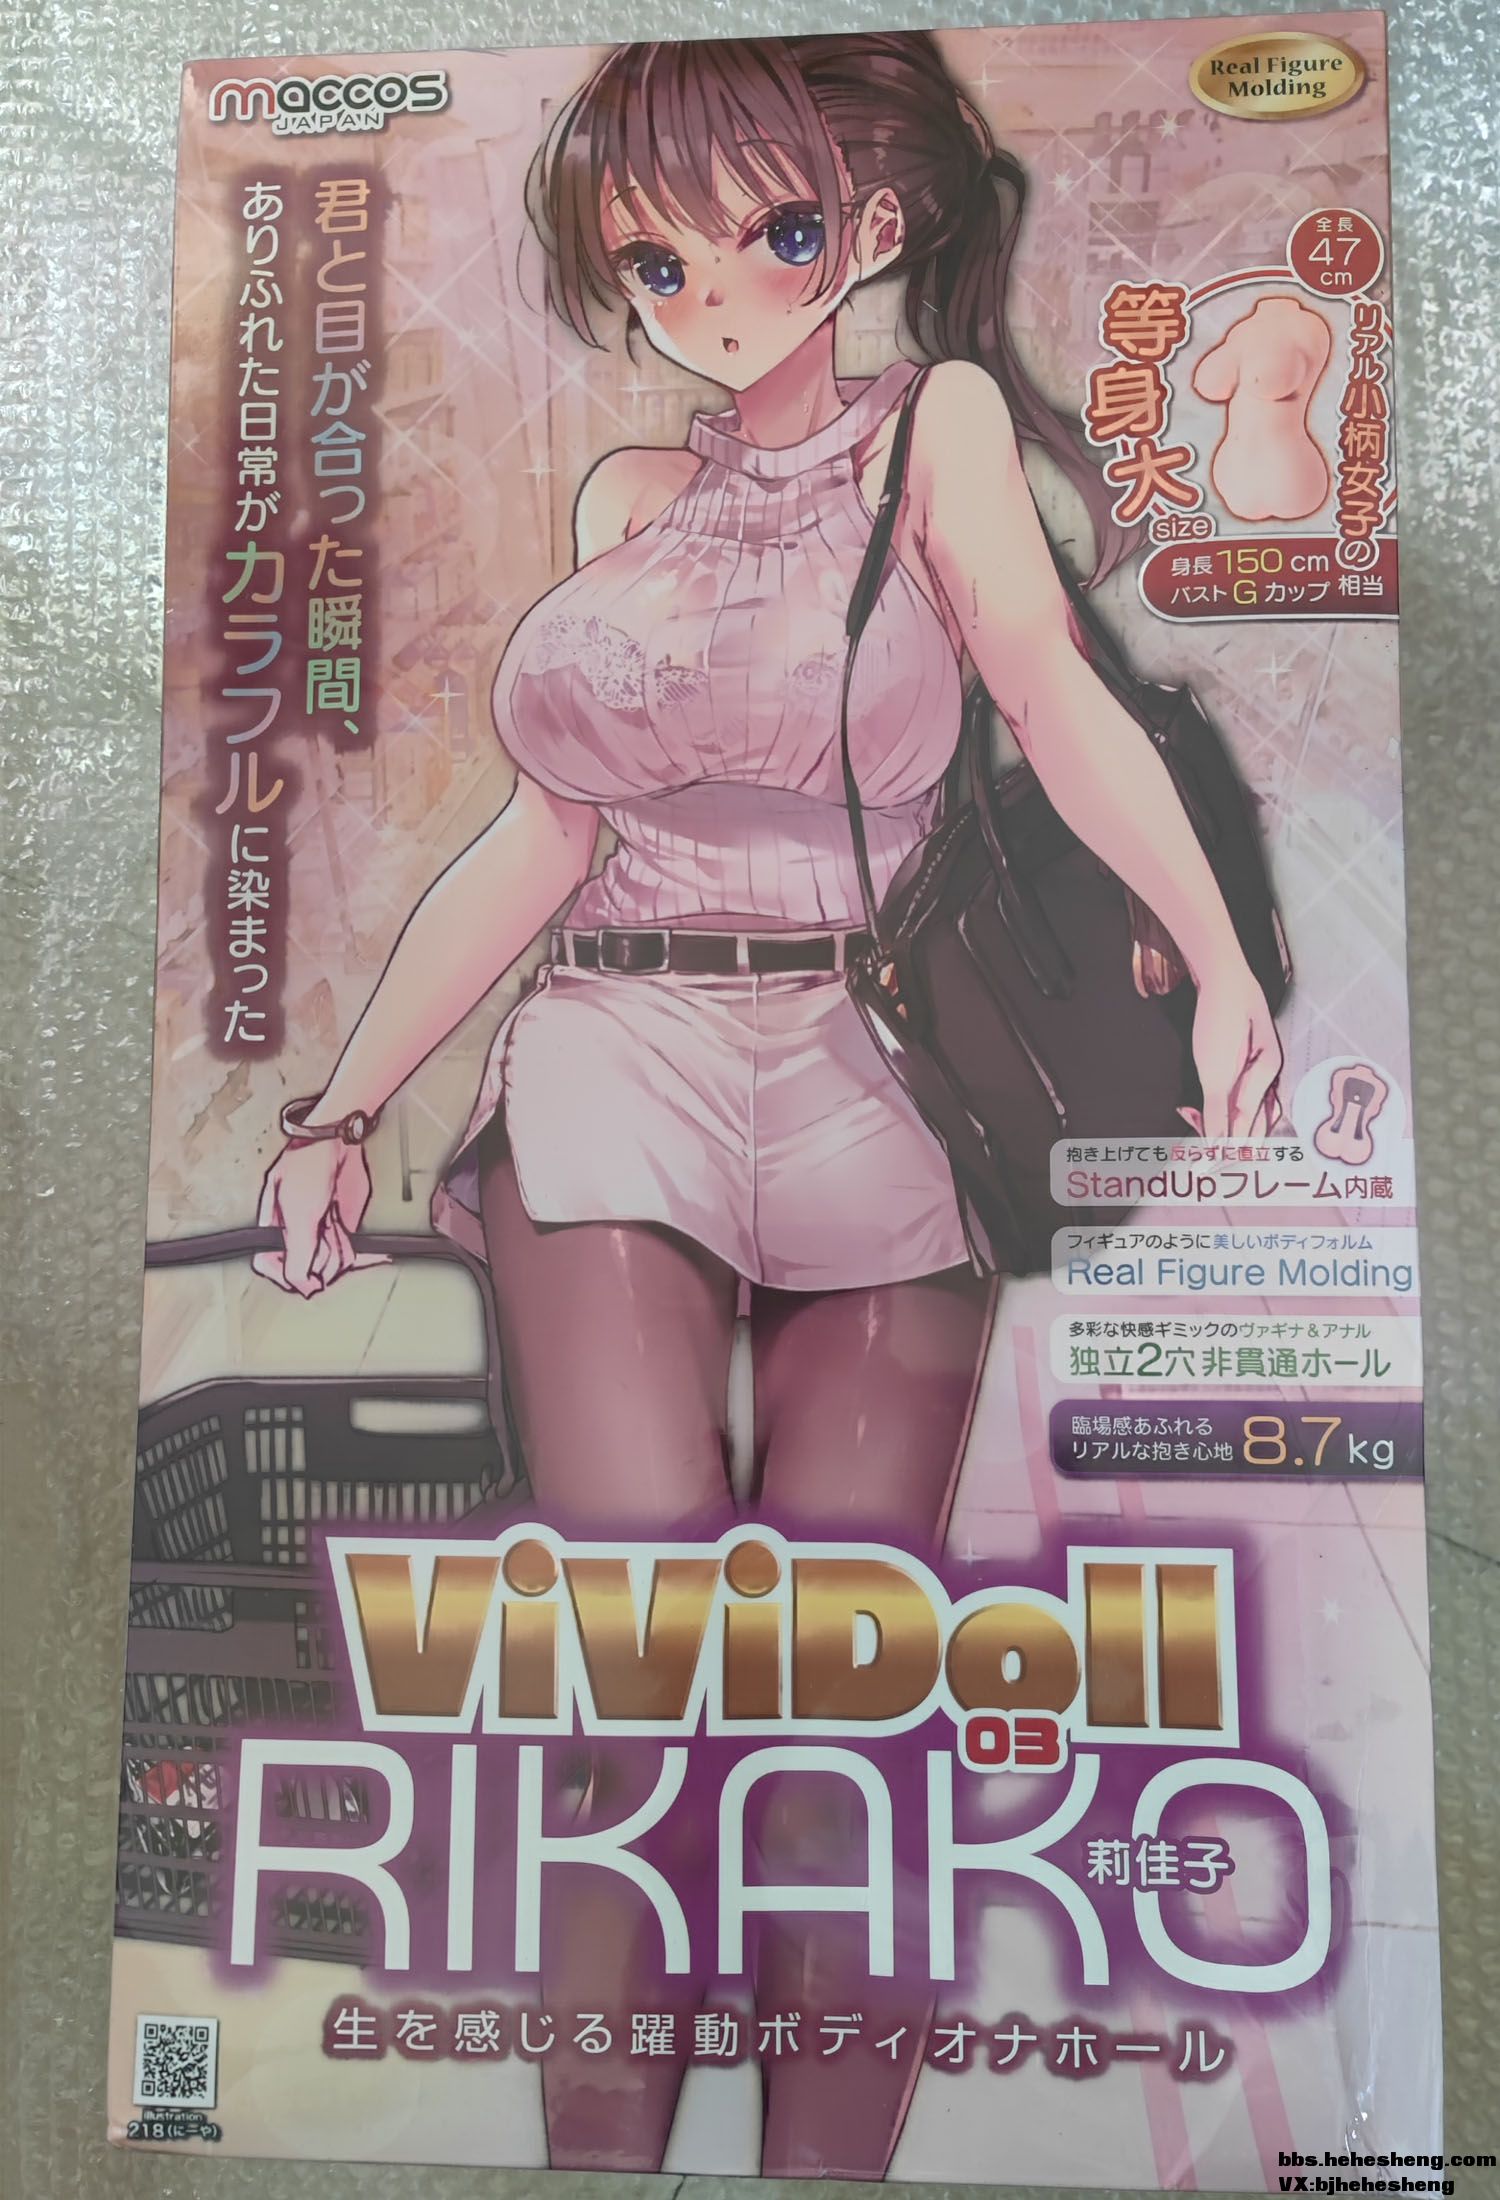 maccos
JAPAN
Real Figure
Molding
君と目が合った瞬間、
ありふれた日常がカラフルに染まった
全長
47
cm
等身大
size
リアル小柄女子の
身長150cm
バストGカップ
相当
抱き上げても反らずに直立する
StandUpフレーム内蔵
フィギュアのように美しいボディフォルム
Real Figure Molding
多彩な快感ギミックのヴァギナ&アナル
独立2穴非貫通ホール
臨場感あふれる
リアルな抱き心地 8.7kg
ViViDoll
03
RIKAKO
莉佳子
生を感じる躍動ボディオナホール
illustration
218(にーや)
bbs.hehesheng.com
VX:bjhehesheng